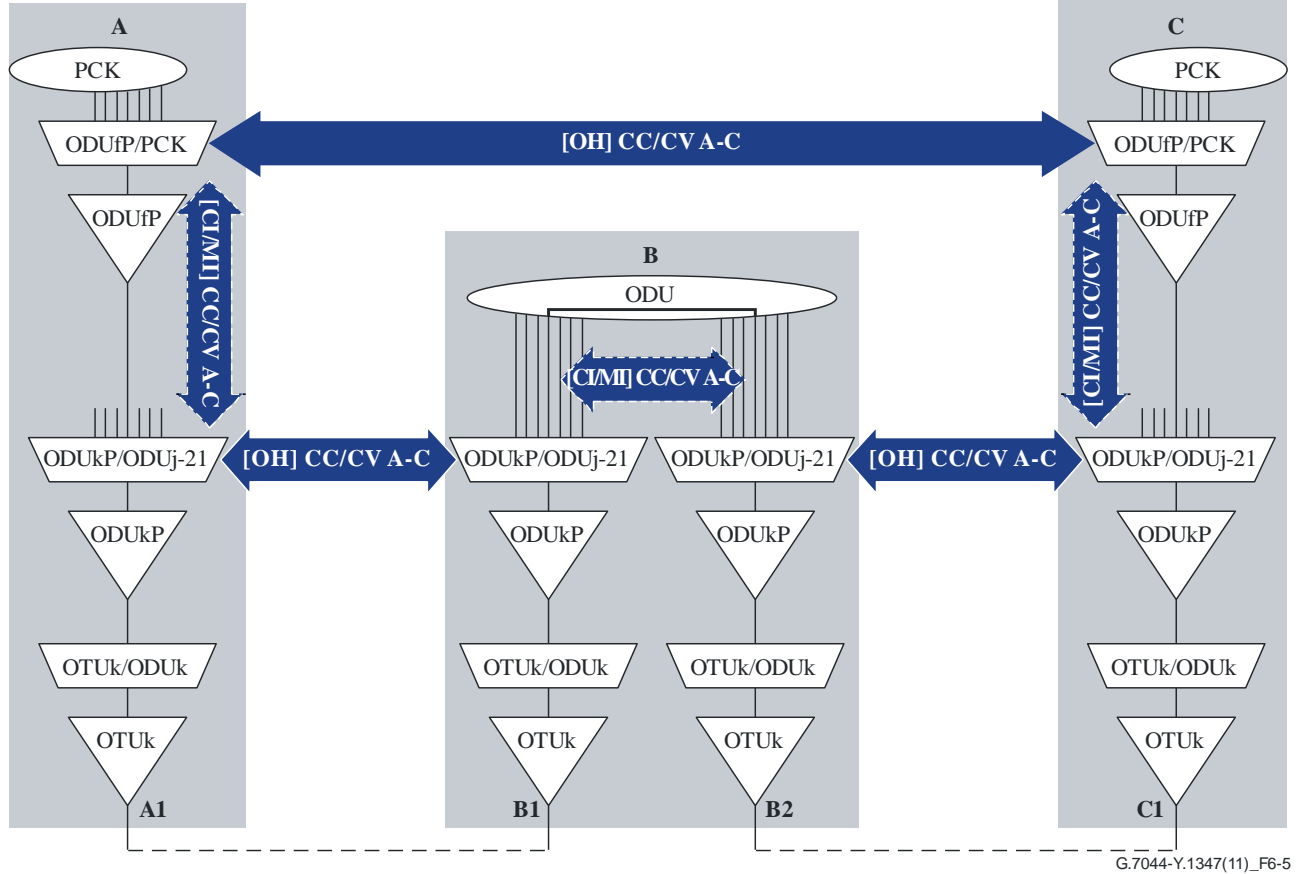 A
C
PCK
PCK
ODUfP/PCK
[OH] CC/CV A-C
ODUfP/PCK
ODUfP
[CI/MI] CC/CV A-C
[CI/MI] CC/CV A-C
ODUfP
B
ODU
[CI/MI] CC/CV A-C
ODUkP/ODUj-21
[OH] CC/CV A-C
ODUkP/ODUj-21
ODUkP/ODUj-21
[OH] CC/CV A-C
ODUkP/ODUj-21
ODUkP
ODUkP
ODUkP
ODUkP
OTUk/ODUk
OTUk/ODUk
OTUk/ODUk
OTUk/ODUk
OTUk
OTUk
OTUk
OTUk
A1
B1
B2
C1
G.7044-Y.1347(11)_F6-5